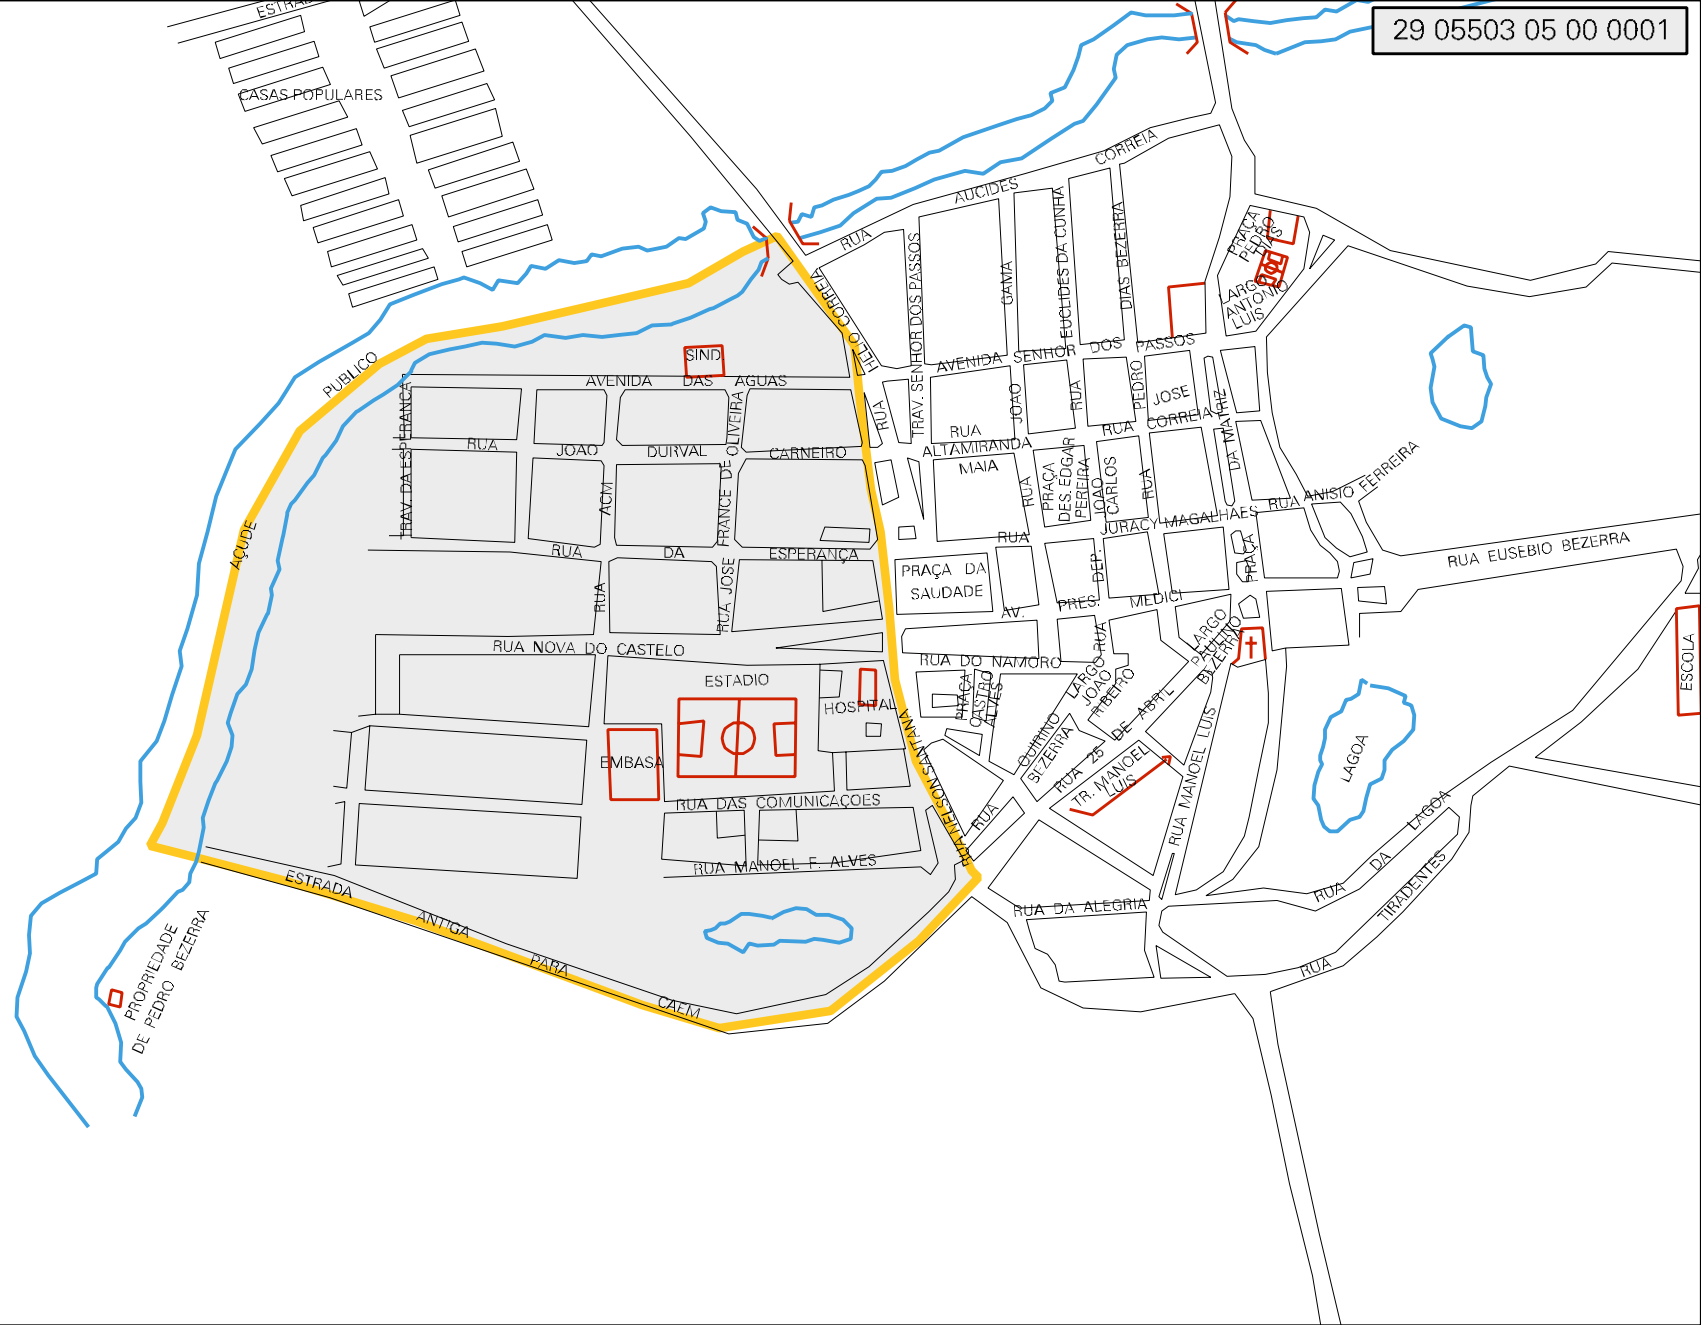 ESTRAD
29 05503 05 00 0001
CASAS POPULARES
RUA AUCIDES CORREIA
PRAÇA
PEDRO
DIAS
LARGO
ANTONIO
LUIS
RUA HELIO CORREIA
TRAV. SENHOR DOS PASSOS
RUA JOAO GAMA
RUA EUCLIDES DA CUNHA
PEDRO DIAS BEZERRA
AVENIDA SENHOR DOS PASSOS
SIND.
PUBLICO
AÇUDE
AVENIDA DAS AGUAS
TRAV. DA ESPERANCA
RUA JOAO DURVAL CARNEIRO
RUA ACM
RUA JOSE FRANCE DE OLIVEIRA
RUA DA ESPERANÇA
RUA ALTAMIRANDA
MAIA
RUA JOSE
CORREIA
DA MATRIZ
PRAÇA
DES. EDGAR
PEREIRA
RUA
JOAO
CARLOS
RUA
DEP.
RUA JURACY MAGALHAES
RUA ANISIO FERREIRA
RUA EUSEBIO BEZERRA
PRAÇA
PRAÇA DA
SAUDADE
AV. PRES. MEDICI
LARGO
PAULINO
BEZERRA
ESCOLA
RUA NOVA DO CASTELO
ESTADIO
HOSPITAL
EMBASA
RUA DO NAMORO
PRAÇA
CASTRO
ALVES
RUA
LARGO
JOAO
RIBEIRO
QUIRINO
BEZERRA
RUA 25 DE ABRIL
TR. MANOEL
LUIS
RUA MANOEL LUIS
LAGOA
RUA NELSON SANTANA
RUA
RUA DAS COMUNICAÇOES
RUA MANOEL F. ALVES
RUA DA LAGOA
RUA TIRADENTES
RUA DA ALEGRIA
ESTRADA ANTIGA PARA CAEM
PROPRIEDADE
DE PEDRO BEZERRA